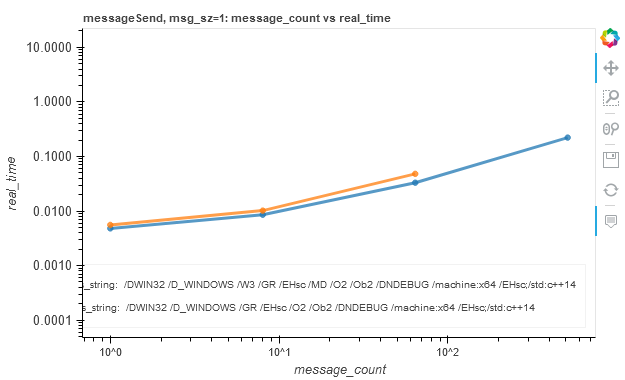 messageSend, msg_sz=1: message_count vs real_time
10.0000
1.0000
0.1000
0.0100
0.0010
0.0001
real_time
s_string: /DWIN32 /D_WINDOWS /W3 /GR /EHsc /MD /O2 /Ob2 /DNDEBUG /machine:x64 /EHsc;/std:c++14
s_string: /DWIN32 /D_WINDOWS /GR /EHsc /O2 /Ob2 /DNDEBUG /machine:x64 /EHsc;/std:c++14
10^0 10^1 10^2
message_count